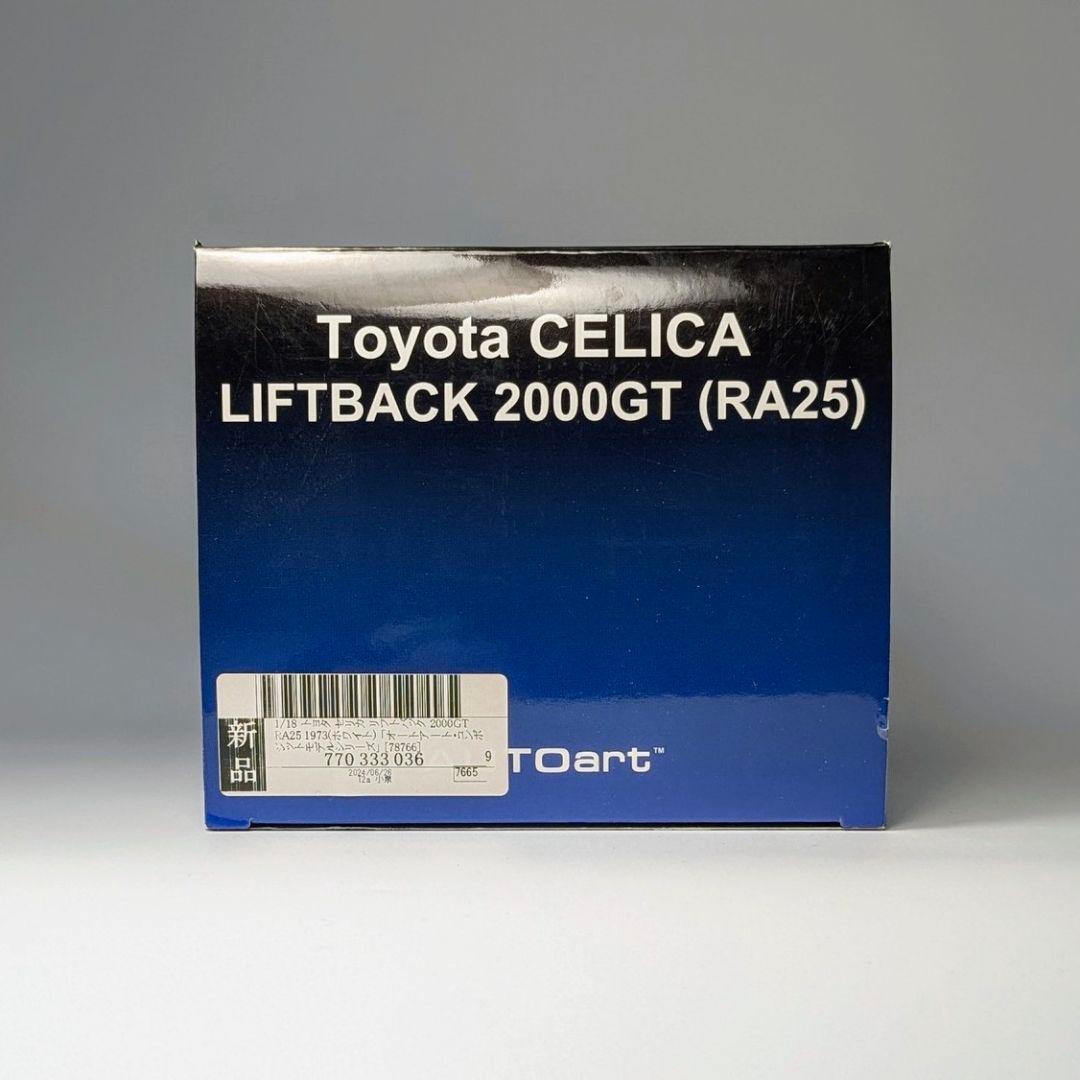 Toyota CELICA
LIFTBACK 2000GT (RA25)
新品
1/18 トヨタ セリカ リフトバック 2000GT
RA25 1973(ホワイト) 「オートアート・コンポ
ジットモデルシリーズ」 [78766]
770 333 036
9
7665
2024/06/26
12a 小景
TOart™